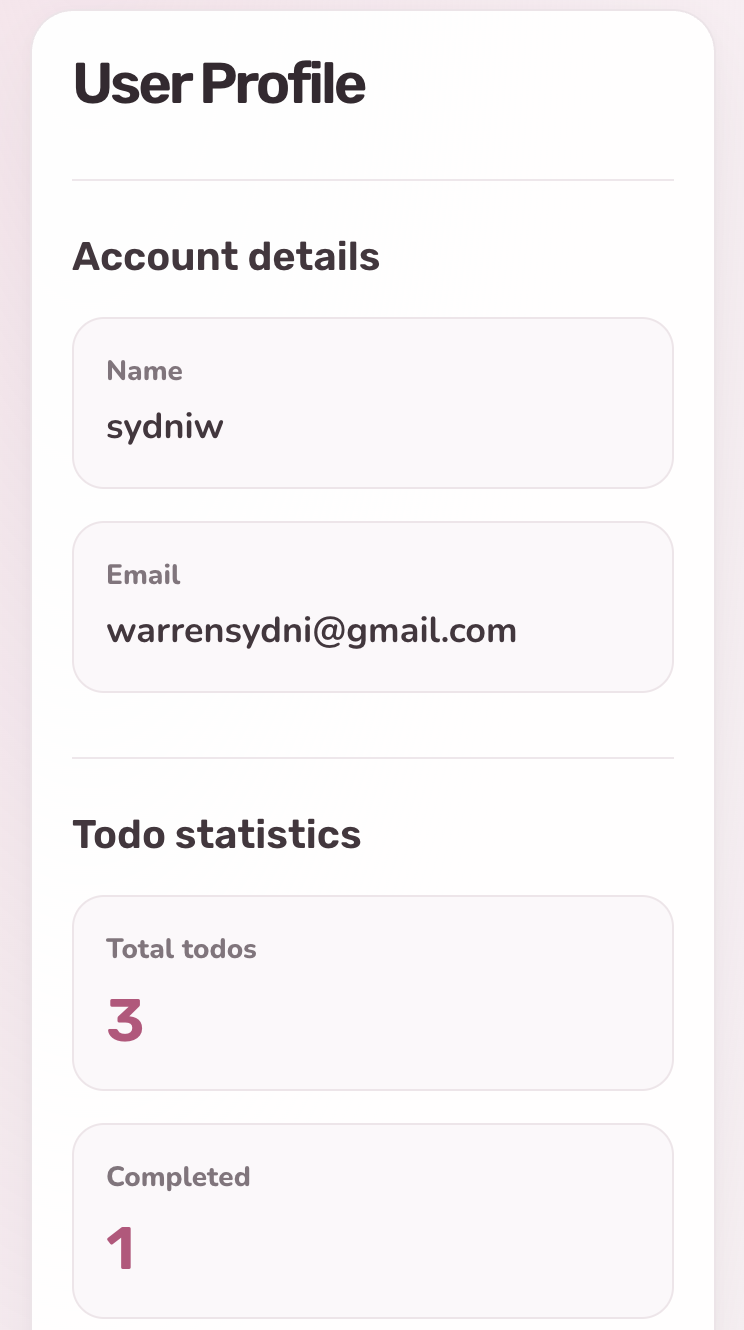 User Profile
Account details
Name
sydniw
Email
warrensydni@gmail.com
Todo statistics
Total todos
3
Completed
1